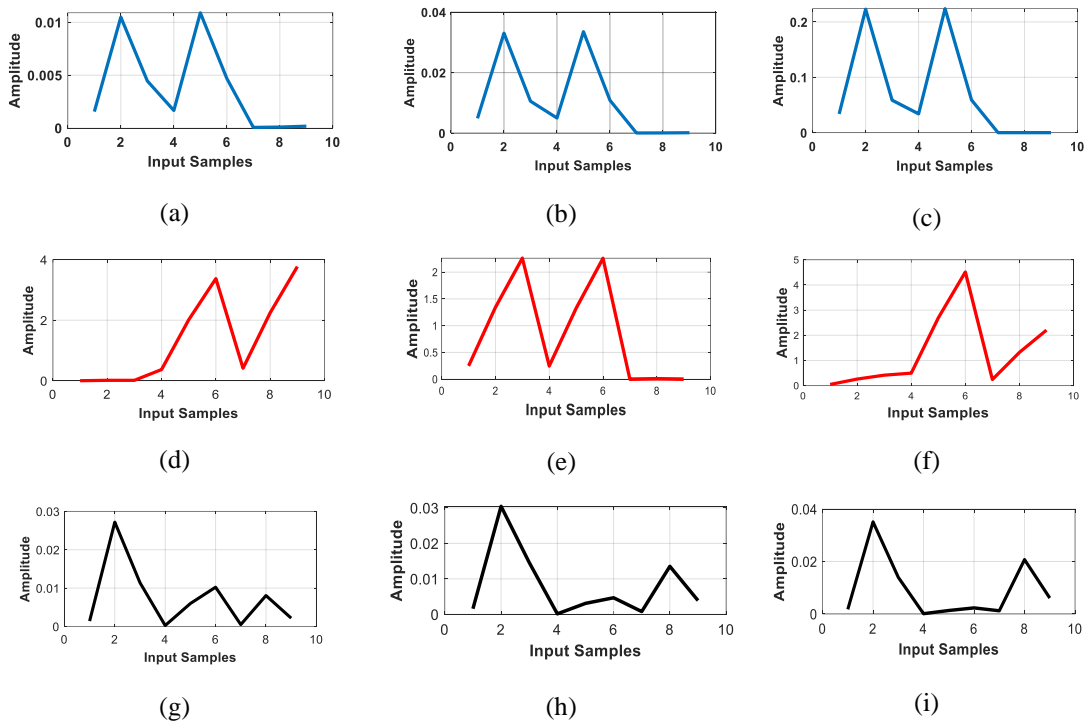 0.01
0.005
0
0 2 4 6 8 10
Amplitude
Input Samples
(a)
0.04
0.02
0
0 2 4 6 8 10
Amplitude
Input Samples
(b)
0.2
0.1
0
0 2 4 6 8 10
Amplitude
Input Samples
(c)
4
2
0
0 2 4 6 8 10
Amplitude
Input Samples
(d)
2
1.5
1
0.5
0
0 2 4 6 8 10
Amplitude
Input Samples
(e)
5
4
3
2
1
0
0 2 4 6 8 10
Amplitude
Input Samples
(f)
0.03
0.02
0.01
0
0 2 4 6 8 10
Amplitude
Input Samples
(g)
0.03
0.02
0.01
0
0 2 4 6 8 10
Amplitude
Input Samples
(h)
0.04
0.02
0
0 2 4 6 8 10
Amplitude
Input Samples
(i)